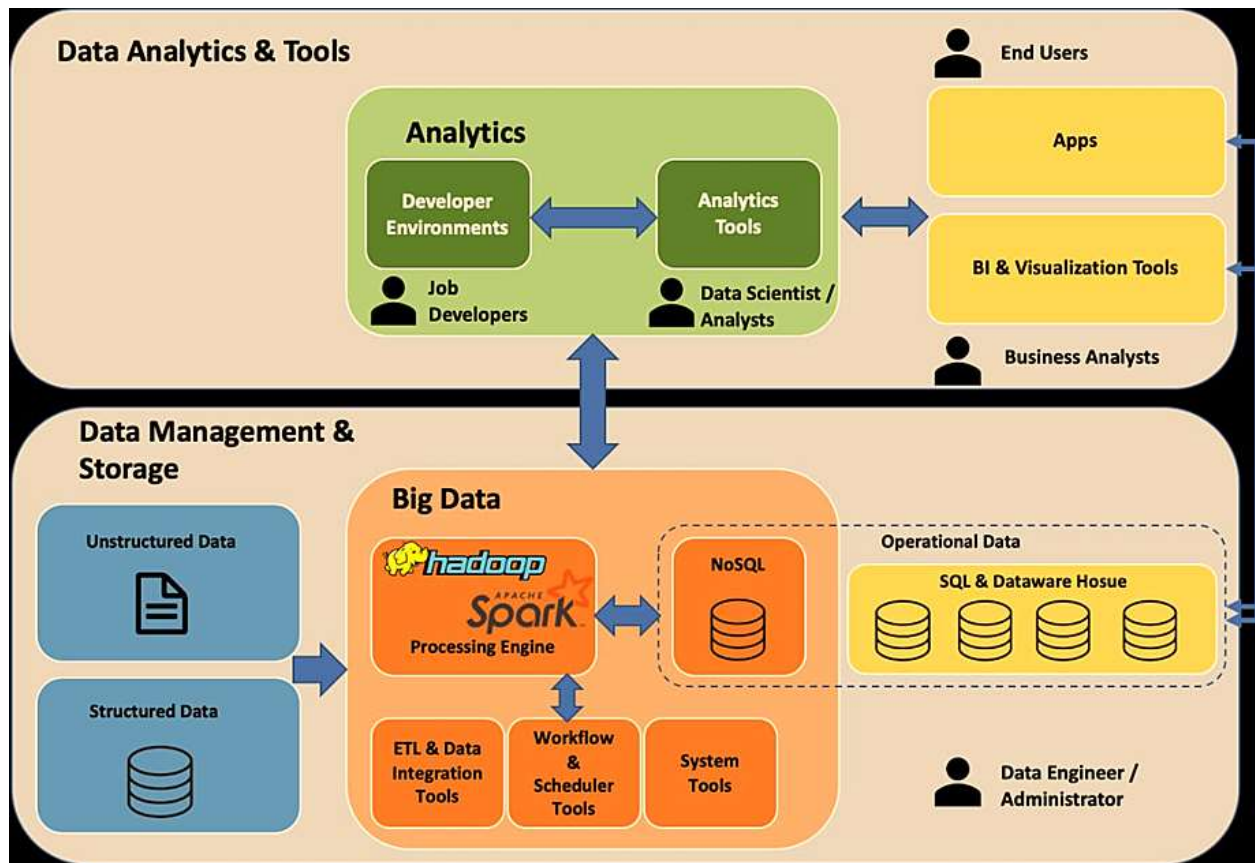 Data Analytics & Tools
End Users
Analytics
Apps
Developer
Environments
Analytics
Tools
BI & Visualization Tools
Job
Developers
Data Scientist /
Analysts
Business Analysts
Data Management &
Storage
Big Data
Unstructured Data
hadoop
APACHE
Spark
Processing Engine
NoSQL
Operational Data
SQL & Dataware Hosue
Structured Data
ETL & Data
Integration
Tools
Workflow
&
Scheduler
Tools
System
Tools
Data Engineer /
Administrator